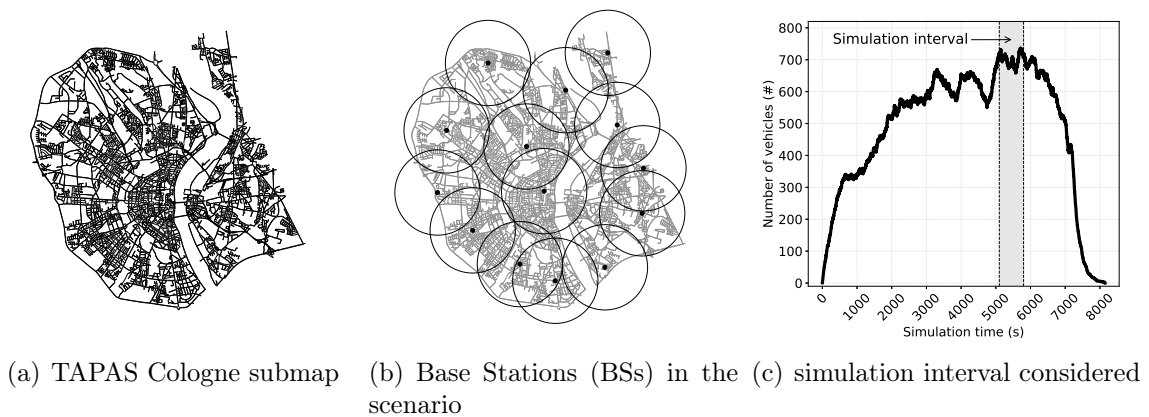 800
700
600
500
400
300
200
100
0
Number of vehicles (#)
Simulation interval
0
1000
2000
3000
4000
5000
6000
7000
8000
Simulation time (s)
(a) TAPAS Cologne submap
(b) Base Stations (BSs) in the
scenario
(c) simulation interval considered